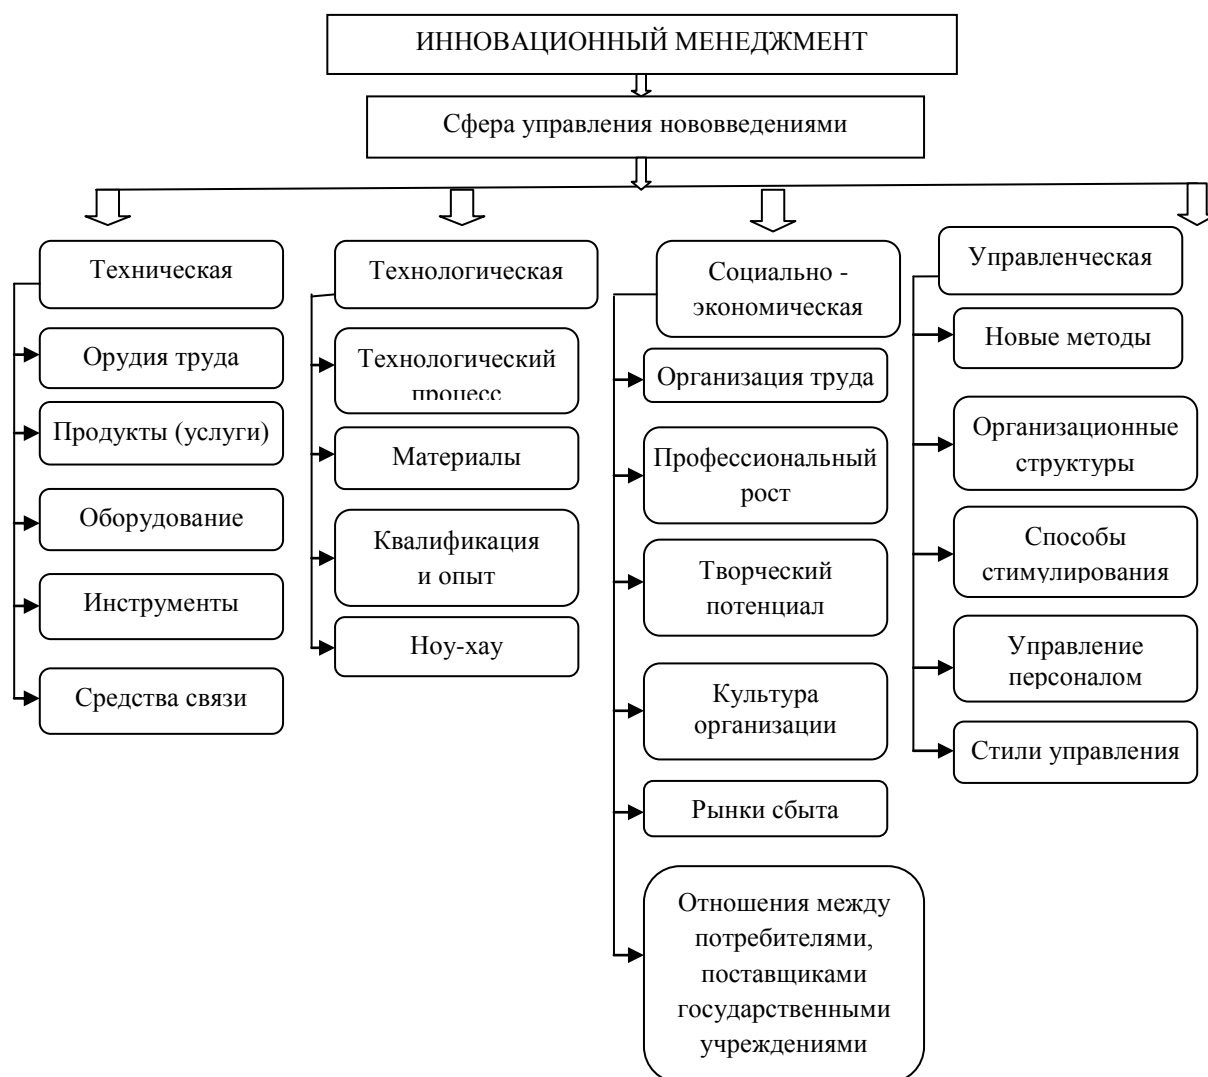 ИННОВАЦИОННЫЙ МЕНЕДЖМЕНТ
Сфера управления нововведениями
Техническая
Орудия труда
Продукты (услуги)
Оборудование
Инструменты
Средства связи
Технологическая
Технологический
процесс
Материалы
Квалификация
и опыт
Ноу-хау
Социально -
экономическая
Организация труда
Профессиональный
рост
Творческий
потенциал
Культура
организации
Рынки сбыта
Отношения между
потребителями,
поставщиками
государственными
учреждениями
Управленческая
Новые методы
Организационные
структуры
Способы
стимулирования
Управление
персоналом
Стили управления